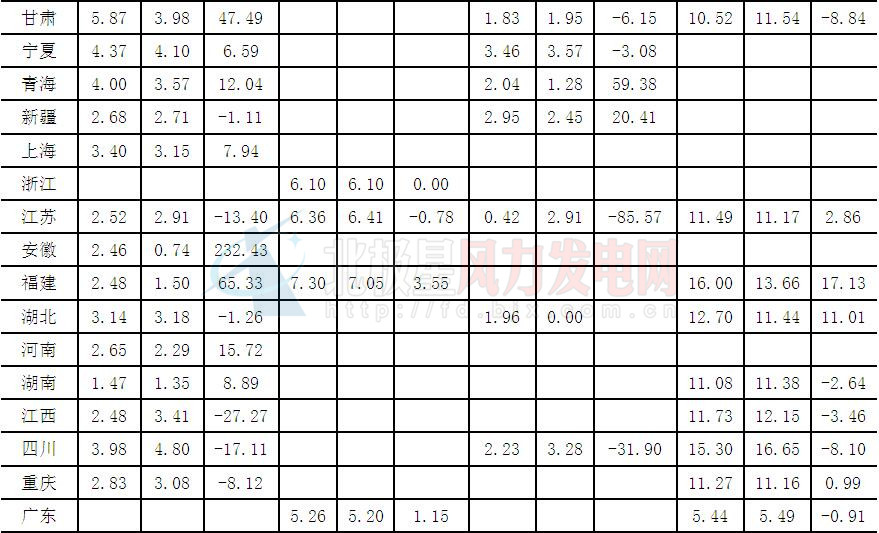 甘肃 5.87 3.98 47.49 1.83 1.95 -6.15 10.52 11.54 -8.84
宁夏 4.37 4.10 6.59 3.46 3.57 -3.08
青海 4.00 3.57 12.04 2.04 1.28 59.38
新疆 2.68 2.71 -1.11 2.95 2.45 20.41
上海 3.40 3.15 7.94
浙江 6.10 6.10 0.00
江苏 2.52 2.91 -13.40 6.36 6.41 -0.78 0.42 2.91 -85.57 11.49 11.17 2.86
安徽 2.46 0.74 232.43
北极星风力发电网
福建 2.48 1.50 65.33 7.30 7.05 3.55 16.00 13.66 17.13
湖北 3.14 3.18 -1.26 1.96 0.00 12.70 11.44 11.01
http://fd.bjx.com.cn
河南 2.65 2.29 15.72
湖南 1.47 1.35 8.89 11.08 11.38 -2.64
江西 2.48 3.41 -27.27 11.73 12.15 -3.46
四川 3.98 4.80 -17.11 2.23 3.28 -31.90 15.30 16.65 -8.10
重庆 2.83 3.08 -8.12 11.27 11.16 0.99
广东 5.26 5.20 1.15 5.44 5.49 -0.91